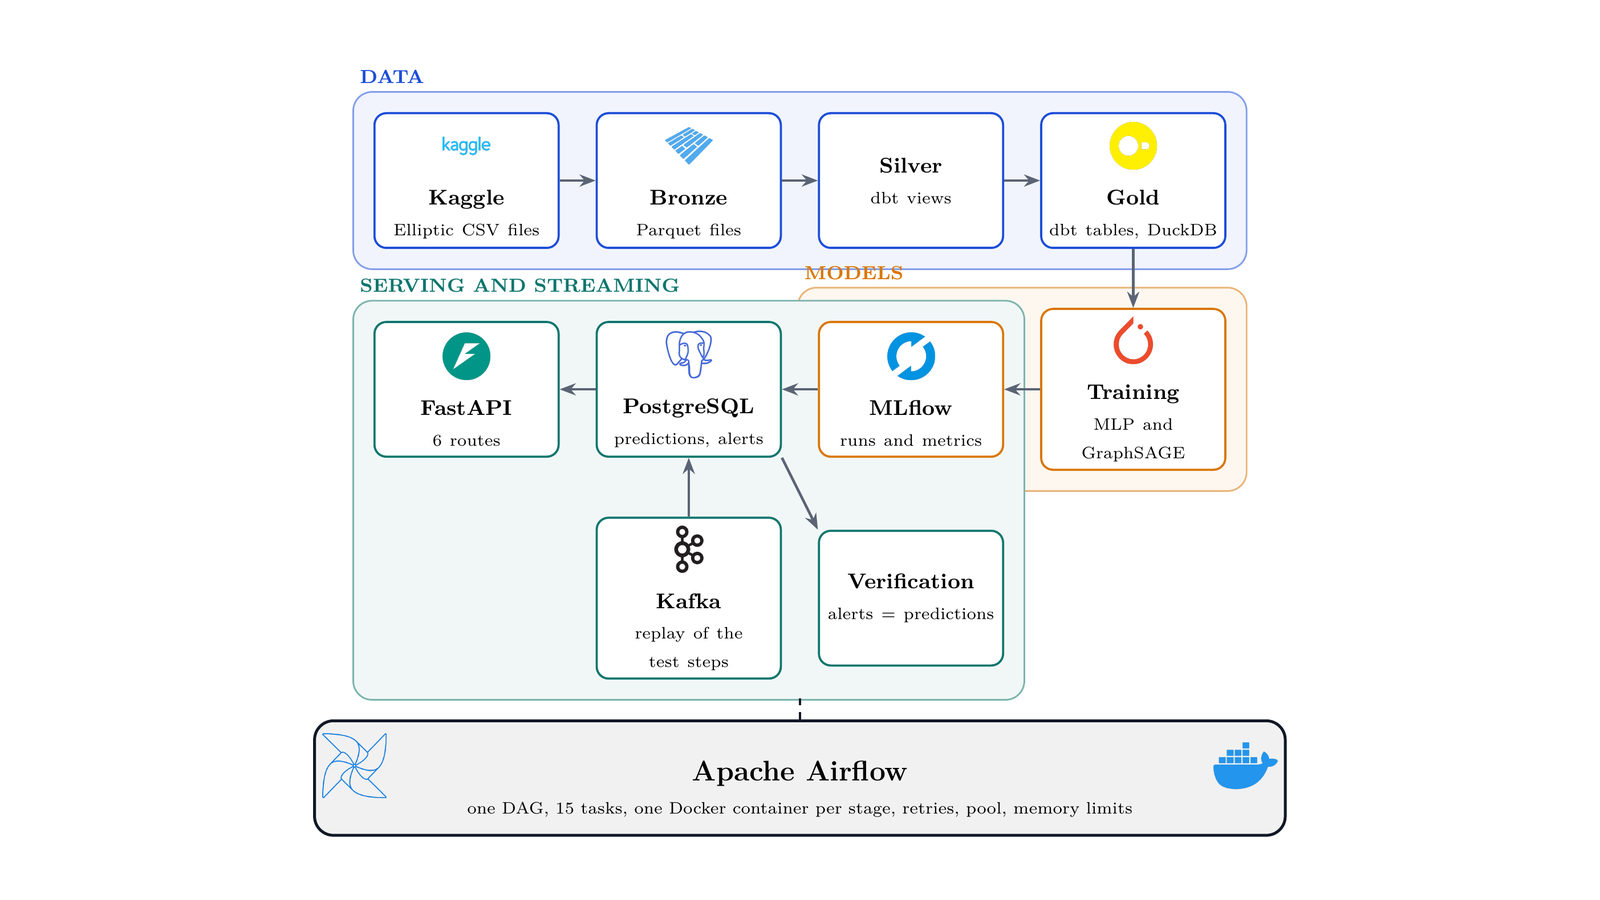 DATA
kaggle
Kaggle
Elliptic CSV files
Bronze
Parquet files
Silver
dbt views
Gold
dbt tables, DuckDB
MODELS
SERVING AND STREAMING
FastAPI
6 routes
PostgreSQL
predictions, alerts
MLflow
runs and metrics
Training
MLP and
GraphSAGE
Kafka
replay of the
test steps
Verification
alerts = predictions
Apache Airflow
one DAG, 15 tasks, one Docker container per stage, retries, pool, memory limits